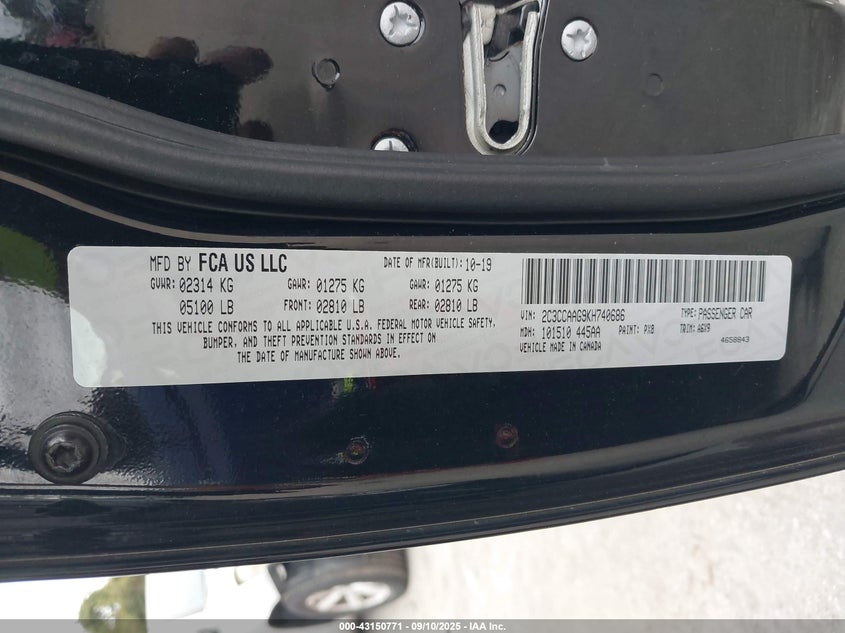 MFD BY FCA US LLC DATE OF MFR(BUILT): 10-19
GVWR: 02314 KG GAWR: 01275 KG GAWR: 01275 KG
05100 LB FRONT: 02810 LB REAR: 02810 LB
THIS VEHICLE CONFORMS TO ALL APPLICABLE U.S.A. FEDERAL MOTOR VEHICLE SAFETY,
BUMPER, AND THEFT PREVENTION STANDARDS IN EFFECT ON
THE DATE OF MANUFACTURE SHOWN ABOVE.
VIN: 2C3CCAAG9KH740686 TYPE: PASSENGER CAR
MDH: 101510 445AA PAINT: PX8 TRIM: A6X9
VEHICLE MADE IN CANADA 4658843
000-43150771 - 09/10/2025 - IAA Inc.